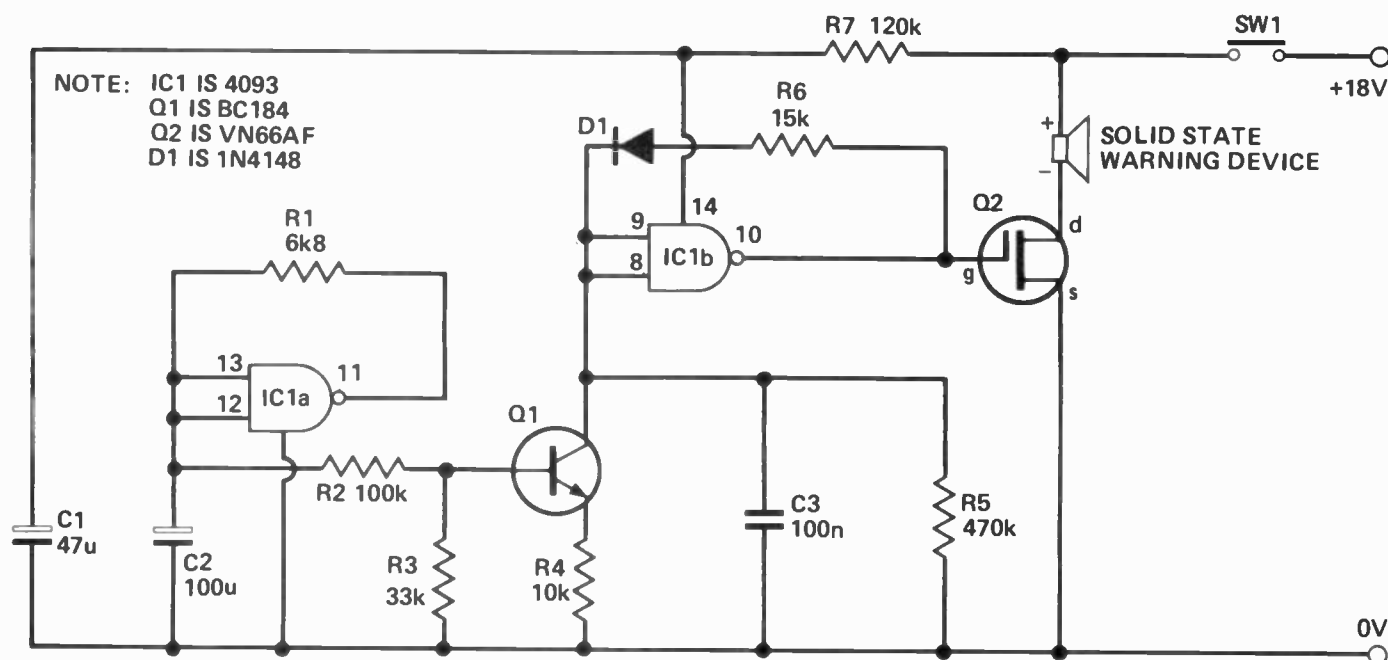 R7 120k
SW1
+18V
NOTE: IC1 IS 4093
Q1 IS BC184
Q2 IS VN66AF
D1 IS 1N4148
R6
15k
D1
+
SOLID STATE
WARNING DEVICE
–
14
Q2
d
9
10
IC1b
8
g
s
R1
6k8
13
11
IC1a
12
Q1
R2 100k
C1
47u
C2
100u
R3
33k
R4
10k
C3
100n
R5
470k
0V